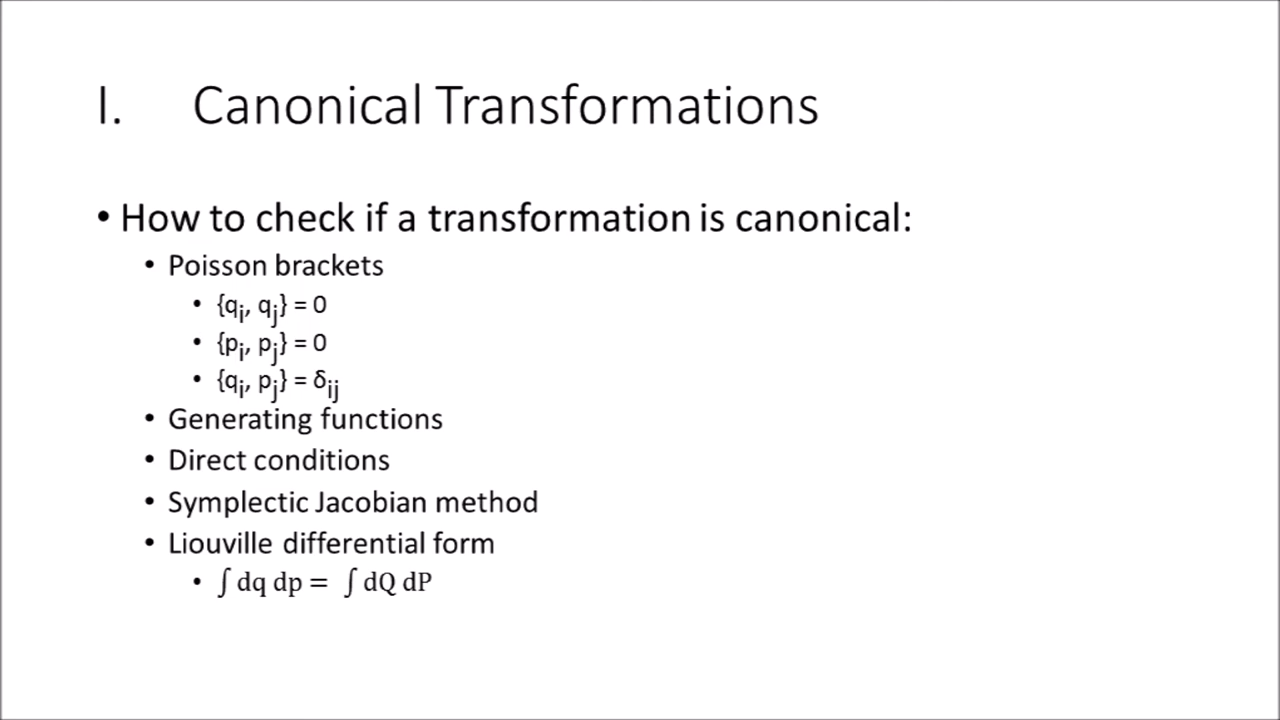 I. Canonical Transformations
• How to check if a transformation is canonical:
• Poisson brackets
• {qᵢ, qⱼ} = 0
• {pᵢ, pⱼ} = 0
• {qᵢ, pⱼ} = δᵢⱼ
• Generating functions
• Direct conditions
• Symplectic Jacobian method
• Liouville differential form
• ∫ dq dp = ∫ dQ dP